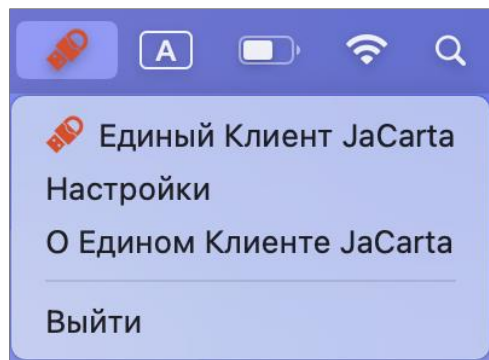 A
Единый Клиент JaCarta
Настройки
О Едином Клиенте JaCarta
Выйти